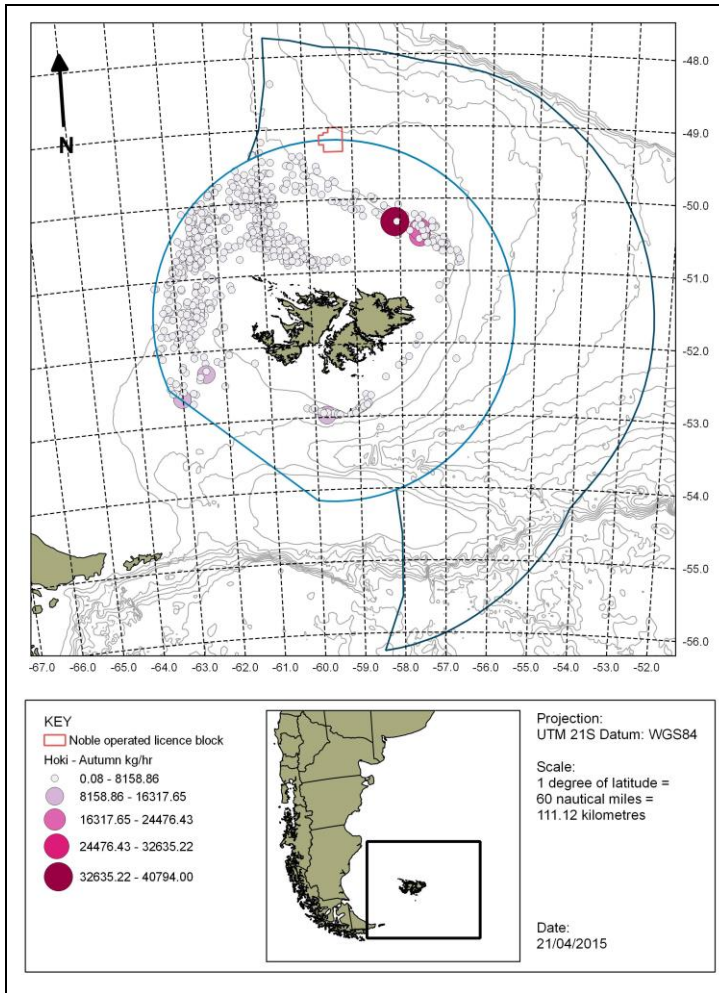 N
-48.0
-49.0
-50.0
-51.0
-52.0
-53.0
-54.0
-55.0
-56.0
-67.0 -66.0 -65.0 -64.0 -63.0 -62.0 -61.0 -60.0 -59.0 -58.0 -57.0 -56.0 -55.0 -54.0 -53.0 -52.0
KEY
Noble operated licence block
Hoki - Autumn kg/hr
0.08 - 8158.86
8158.86 - 16317.65
16317.65 - 24476.43
24476.43 - 32635.22
32635.22 - 40794.00
Projection:
UTM 21S Datum: WGS84
Scale:
1 degree of latitude =
60 nautical miles =
111.12 kilometres
Date:
21/04/2015